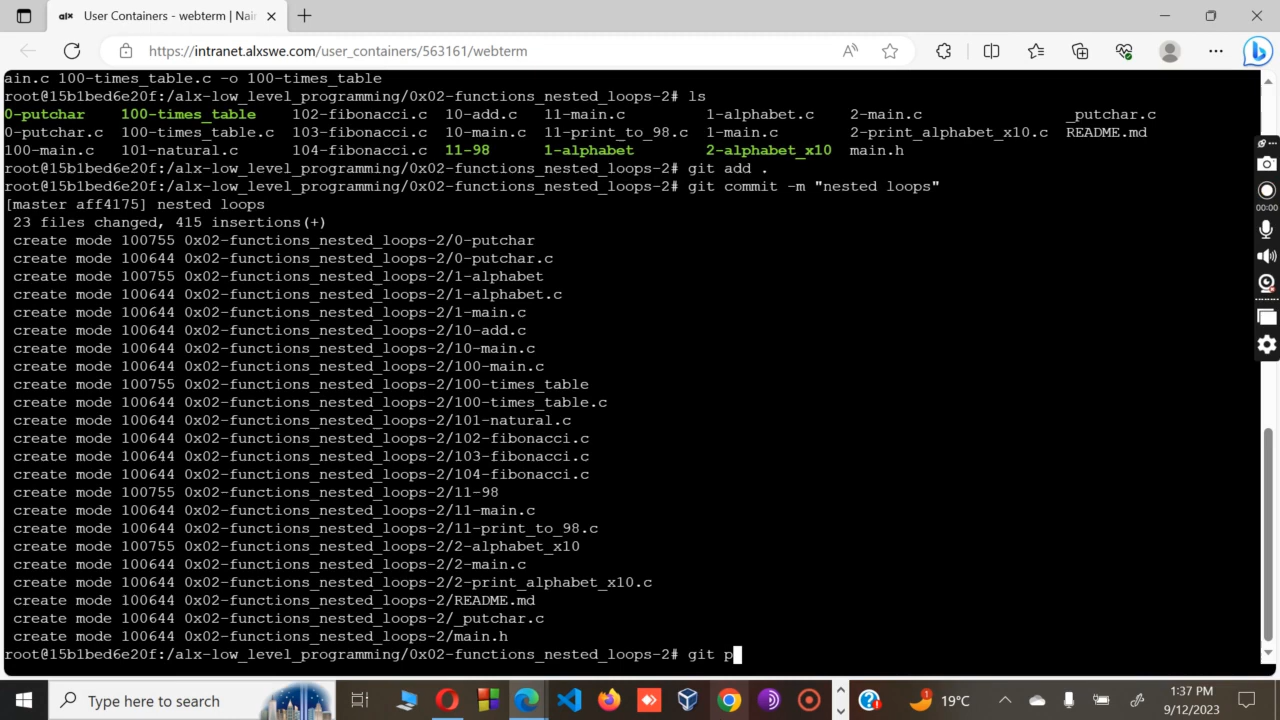 User Containers - webterm | Nair
https://intranet.alxswe.com/user_containers/563161/webterm
ain.c 100-times_table.c -o 100-times_table
root@15b1bed6e20f:/alx-low_level_programming/0x02-functions_nested_loops-2# ls
0-putchar 100-times_table 102-fibonacci.c 10-add.c 11-main.c 1-alphabet.c 2-main.c _putchar.c
0-putchar.c 100-times_table.c 103-fibonacci.c 10-main.c 11-print_to_98.c 1-main.c 2-print_alphabet_x10.c README.md
100-main.c 101-natural.c 104-fibonacci.c 11-98 1-alphabet 2-alphabet_x10 main.h
root@15b1bed6e20f:/alx-low_level_programming/0x02-functions_nested_loops-2# git add .
root@15b1bed6e20f:/alx-low_level_programming/0x02-functions_nested_loops-2# git commit -m "nested loops"
[master aff4175] nested loops
23 files changed, 415 insertions(+)
create mode 100755 0x02-functions_nested_loops-2/0-putchar
create mode 100644 0x02-functions_nested_loops-2/0-putchar.c
create mode 100755 0x02-functions_nested_loops-2/1-alphabet
create mode 100644 0x02-functions_nested_loops-2/1-alphabet.c
create mode 100644 0x02-functions_nested_loops-2/1-main.c
create mode 100644 0x02-functions_nested_loops-2/10-add.c
create mode 100644 0x02-functions_nested_loops-2/10-main.c
create mode 100644 0x02-functions_nested_loops-2/100-main.c
create mode 100755 0x02-functions_nested_loops-2/100-times_table
create mode 100644 0x02-functions_nested_loops-2/100-times_table.c
create mode 100644 0x02-functions_nested_loops-2/101-natural.c
create mode 100644 0x02-functions_nested_loops-2/102-fibonacci.c
create mode 100644 0x02-functions_nested_loops-2/103-fibonacci.c
create mode 100644 0x02-functions_nested_loops-2/104-fibonacci.c
create mode 100755 0x02-functions_nested_loops-2/11-98
create mode 100644 0x02-functions_nested_loops-2/11-main.c
create mode 100644 0x02-functions_nested_loops-2/11-print_to_98.c
create mode 100755 0x02-functions_nested_loops-2/2-alphabet_x10
create mode 100644 0x02-functions_nested_loops-2/2-main.c
create mode 100644 0x02-functions_nested_loops-2/2-print_alphabet_x10.c
create mode 100644 0x02-functions_nested_loops-2/README.md
create mode 100644 0x02-functions_nested_loops-2/_putchar.c
create mode 100644 0x02-functions_nested_loops-2/main.h
root@15b1bed6e20f:/alx-low_level_programming/0x02-functions_nested_loops-2# git p
00:00
Type here to search
1
19°C
1:37 PM
9/12/2023